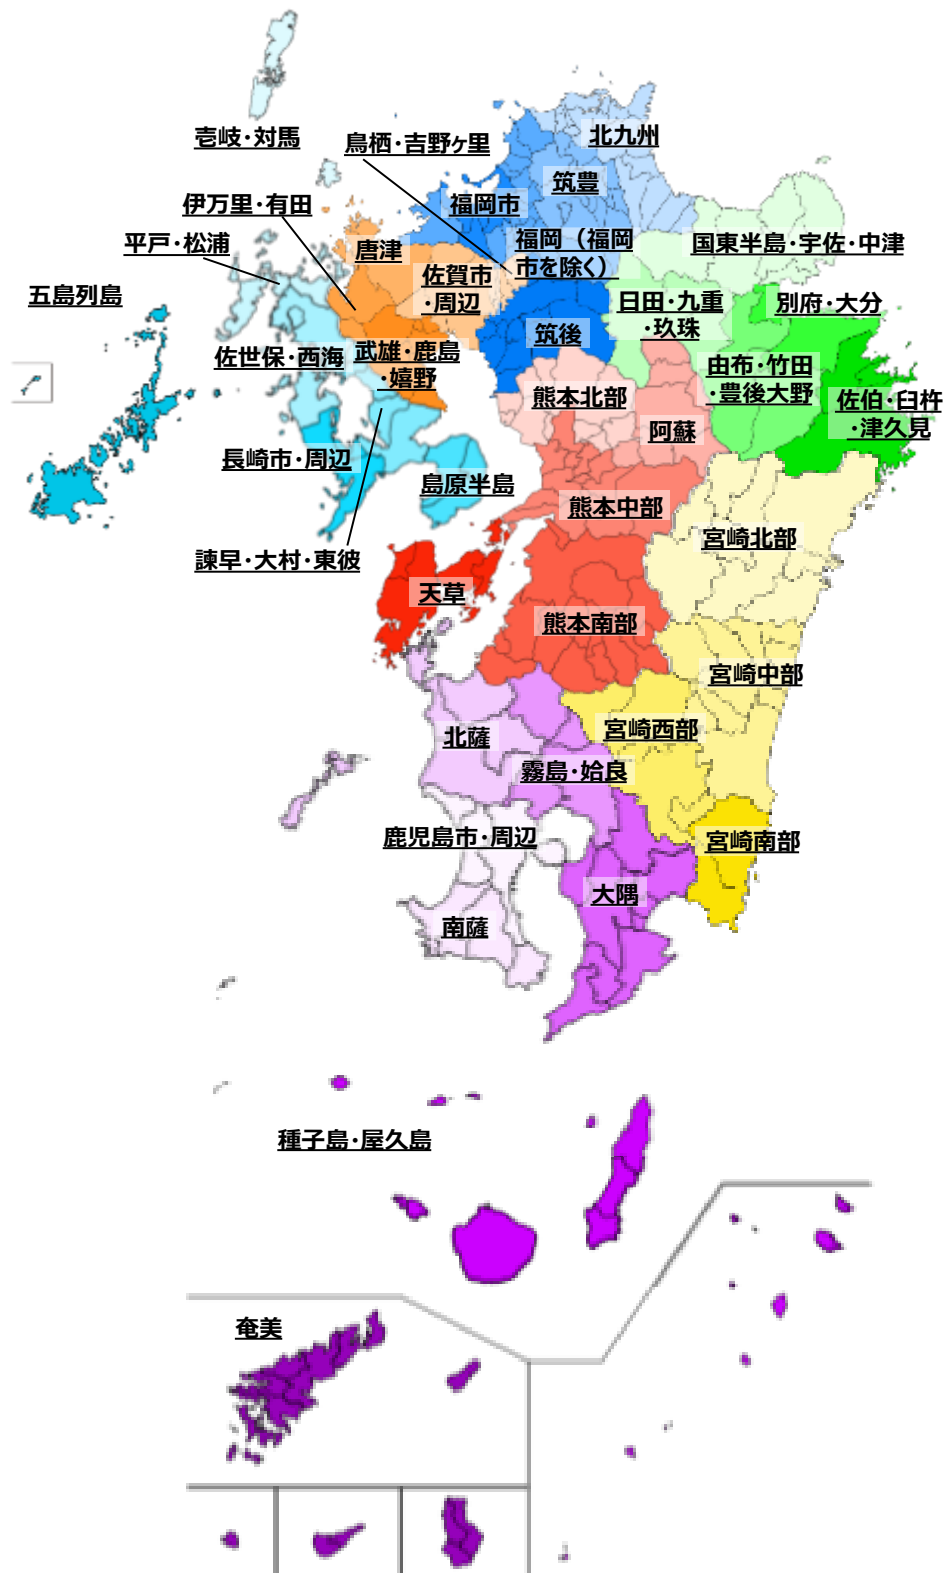 壱岐・対馬
北九州
鳥栖・吉野ヶ里
筑豊
伊万里・有田
福岡市
平戸・松浦
唐津
福岡（福岡
市を除く）
国東半島・宇佐・中津
佐賀市
・周辺
五島列島
日田・九重
・玖珠
別府・大分
筑後
佐世保・西海
武雄・鹿島
・嬉野
由布・竹田
・豊後大野
熊本北部
佐伯・臼杵
・津久見
阿蘇
長崎市・周辺
島原半島
熊本中部
宮崎北部
諫早・大村・東彼
天草
熊本南部
宮崎中部
北薩
宮崎西部
霧島・姶良
鹿児島市・周辺
宮崎南部
大隅
南薩
種子島・屋久島
奄美